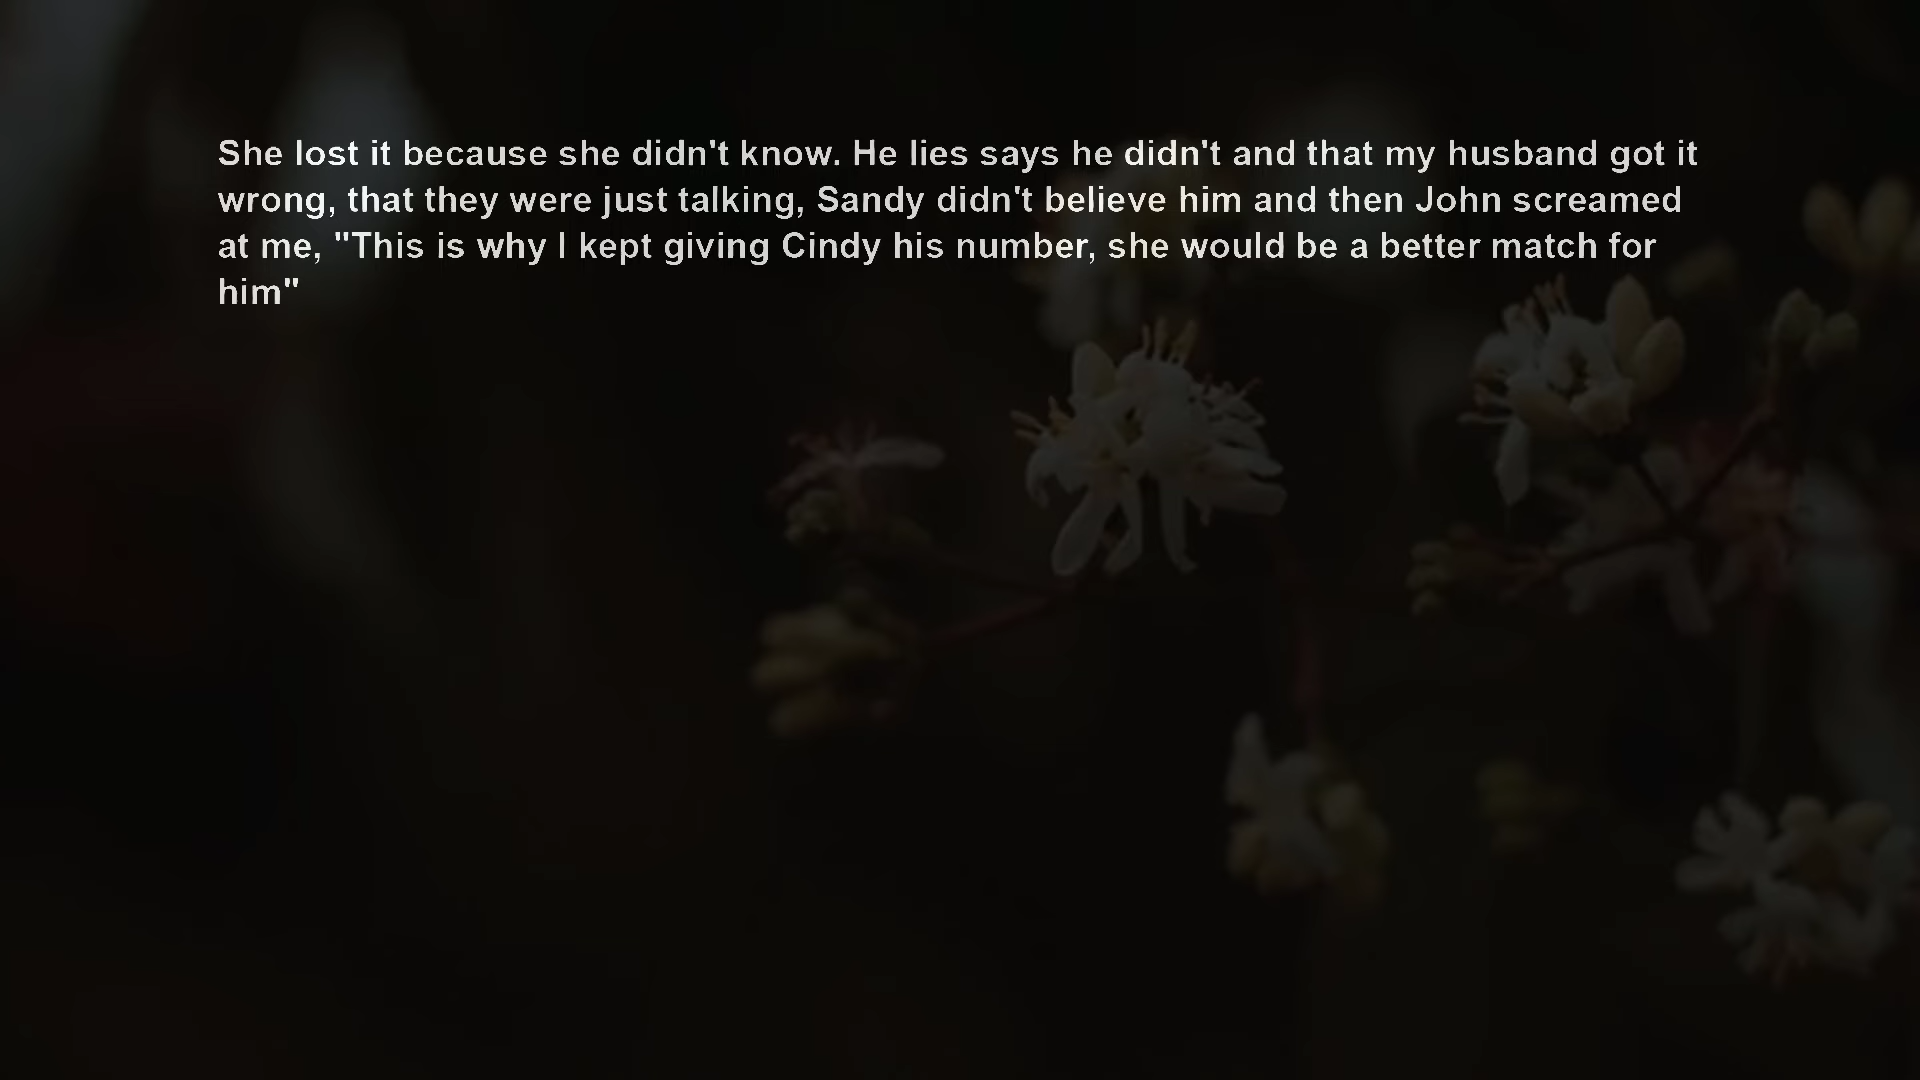 She lost it because she didn't know. He lies says he didn't and that my husband got it
wrong, that they were just talking, Sandy didn't believe him and then John screamed
at me, "This is why I kept giving Cindy his number, she would be a better match for
him"